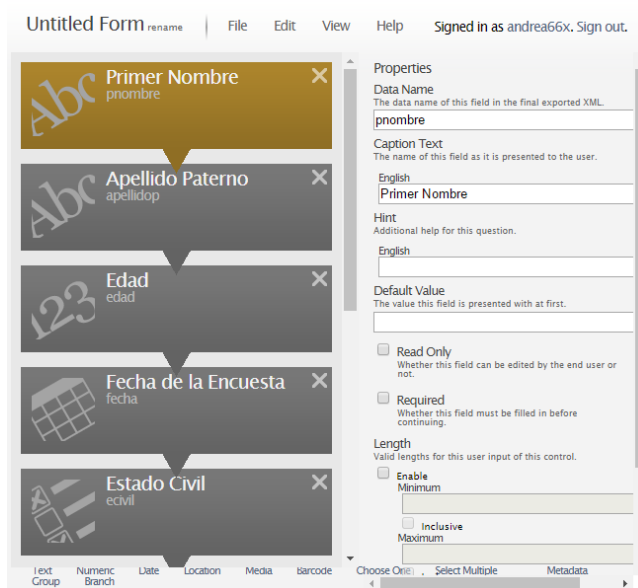 Untitled Form rename | File Edit View Help Signed in as andrea66x. Sign out.
Abc Primer Nombre
pnombre
Abc Apellido Paterno
apellidop
123 Edad
edad
Fecha de la Encuesta
fecha
Estado Civil
ecivil
Properties
Data Name
The data name of this field in the final exported XML.
pnombre
Caption Text
The name of this field as it is presented to the user.
English
Primer Nombre
Hint
Additional help for this question.
English
Default Value
The value this field is presented with at first.
Read Only
Whether this field can be edited by the end user or
not.
Required
Whether this field must be filled in before
continuing.
Length
Valid lengths for this user input of this control.
Enable
Minimum
Inclusive
Maximum
Text Numeric Date Location Media Barcode Choose One Select Multiple Metadata
Group Branch